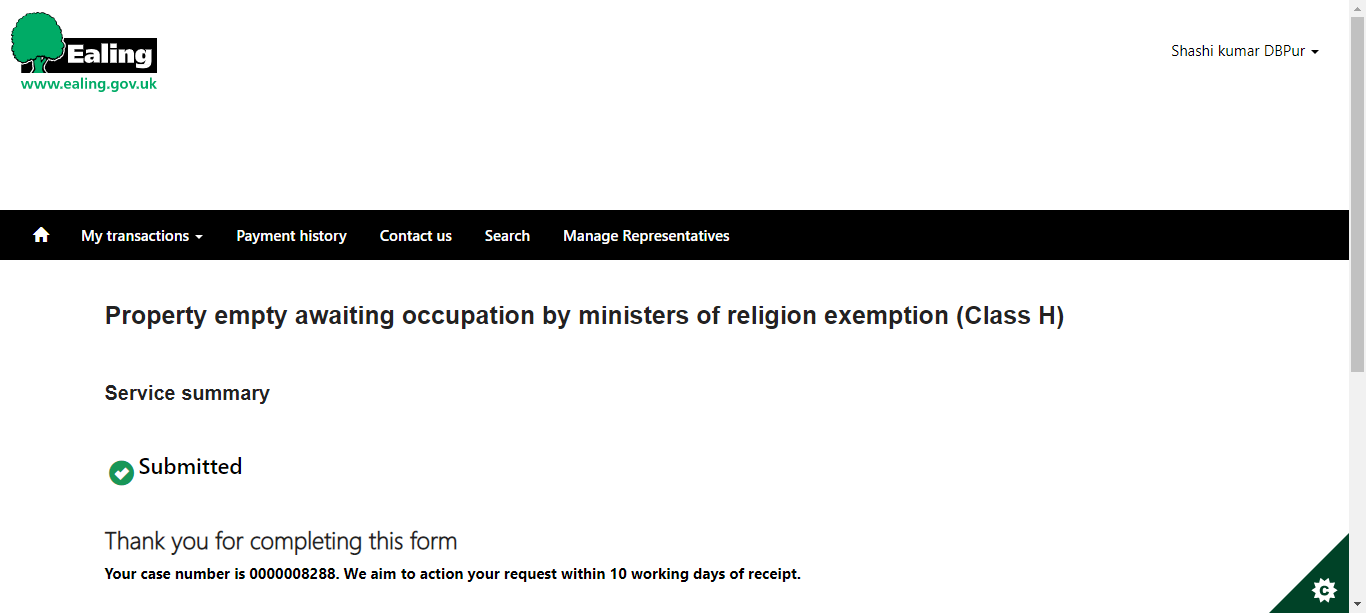 Ealing
www.ealing.gov.uk
Shashi kumar DBPur
My transactions Payment history Contact us Search Manage Representatives
Property empty awaiting occupation by ministers of religion exemption (Class H)
Service summary
Submitted
Thank you for completing this form
Your case number is 0000008288. We aim to action your request within 10 working days of receipt.
C